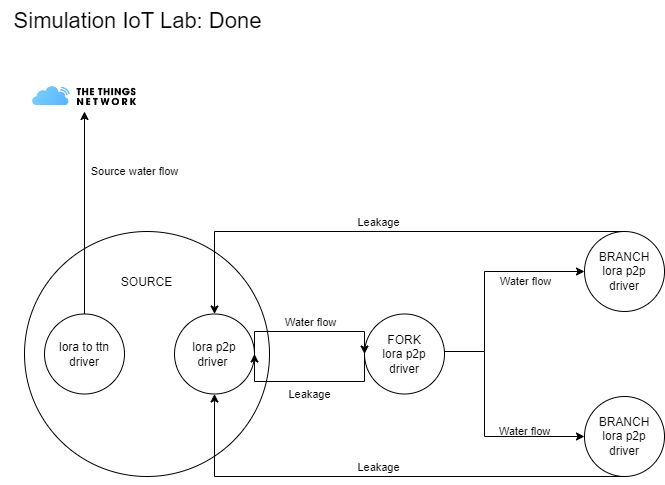 Simulation IoT Lab: Done
THE THINGS
NETWORK
Source water flow
Leakage
SOURCE
BRANCH
lora p2p
driver
Water flow
Water flow
lora to ttn
driver
lora p2p
driver
FORK
lora p2p
driver
Leakage
BRANCH
lora p2p
driver
Water flow
Leakage